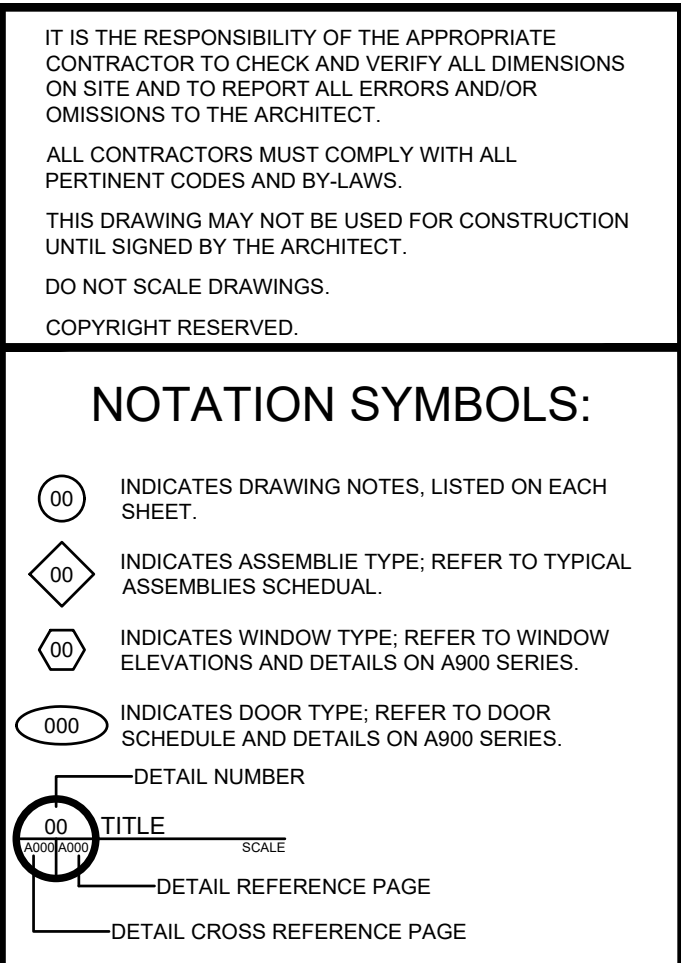 IT IS THE RESPONSIBILITY OF THE APPROPRIATE
CONTRACTOR TO CHECK AND VERIFY ALL DIMENSIONS
ON SITE AND TO REPORT ALL ERRORS AND/OR
OMISSIONS TO THE ARCHITECT.
ALL CONTRACTORS MUST COMPLY WITH ALL
PERTINENT CODES AND BY-LAWS.
THIS DRAWING MAY NOT BE USED FOR CONSTRUCTION
UNTIL SIGNED BY THE ARCHITECT.
DO NOT SCALE DRAWINGS.
COPYRIGHT RESERVED.
NOTATION SYMBOLS:
00 INDICATES DRAWING NOTES, LISTED ON EACH
SHEET.
00 INDICATES ASSEMBLIE TYPE; REFER TO TYPICAL
ASSEMBLIES SCHEDUAL.
00 INDICATES WINDOW TYPE; REFER TO WINDOW
ELEVATIONS AND DETAILS ON A900 SERIES.
000 INDICATES DOOR TYPE; REFER TO DOOR
SCHEDULE AND DETAILS ON A900 SERIES.
DETAIL NUMBER
00 TITLE
A000 A000 SCALE
DETAIL REFERENCE PAGE
DETAIL CROSS REFERENCE PAGE